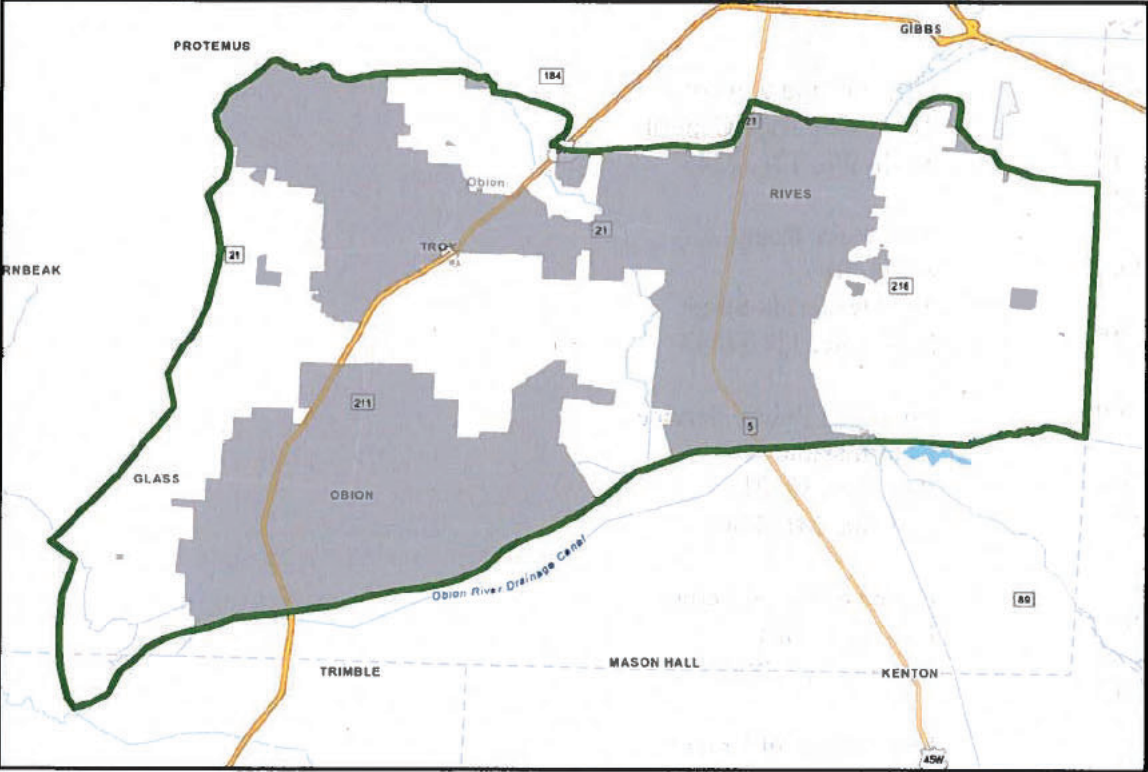 PROTEMUS
GIBBS
184
21
RIVES
Obion
21
TROY
21
RNBEAK
216
211
5
GLASS
OBION
Obion River Drainage Canal
89
TRIMBLE
MASON HALL
KENTON
45W